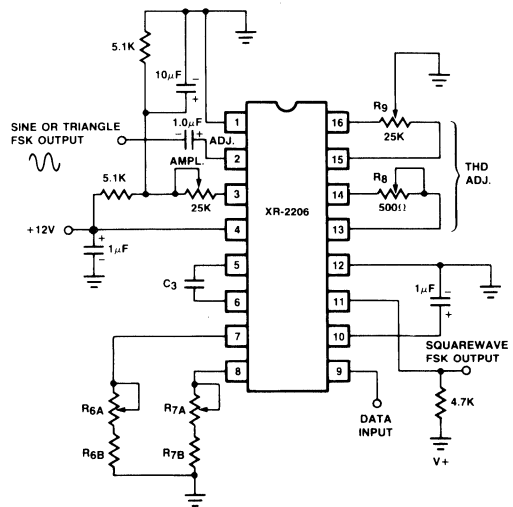 5.1K
10µF
−
+
1.0µF
− +
ADJ.
SINE OR TRIANGLE
FSK OUTPUT
AMPL.
5.1K
25K
+12V
+
1µF
−
C3
R6A
R7A
R6B
R7B
XR-2206
1
2
3
4
5
6
7
8
16
15
14
13
12
11
10
9
R9
25K
R8
500Ω
THD
ADJ.
1µF
−
+
SQUAREWAVE
FSK OUTPUT
DATA
INPUT
4.7K
V+